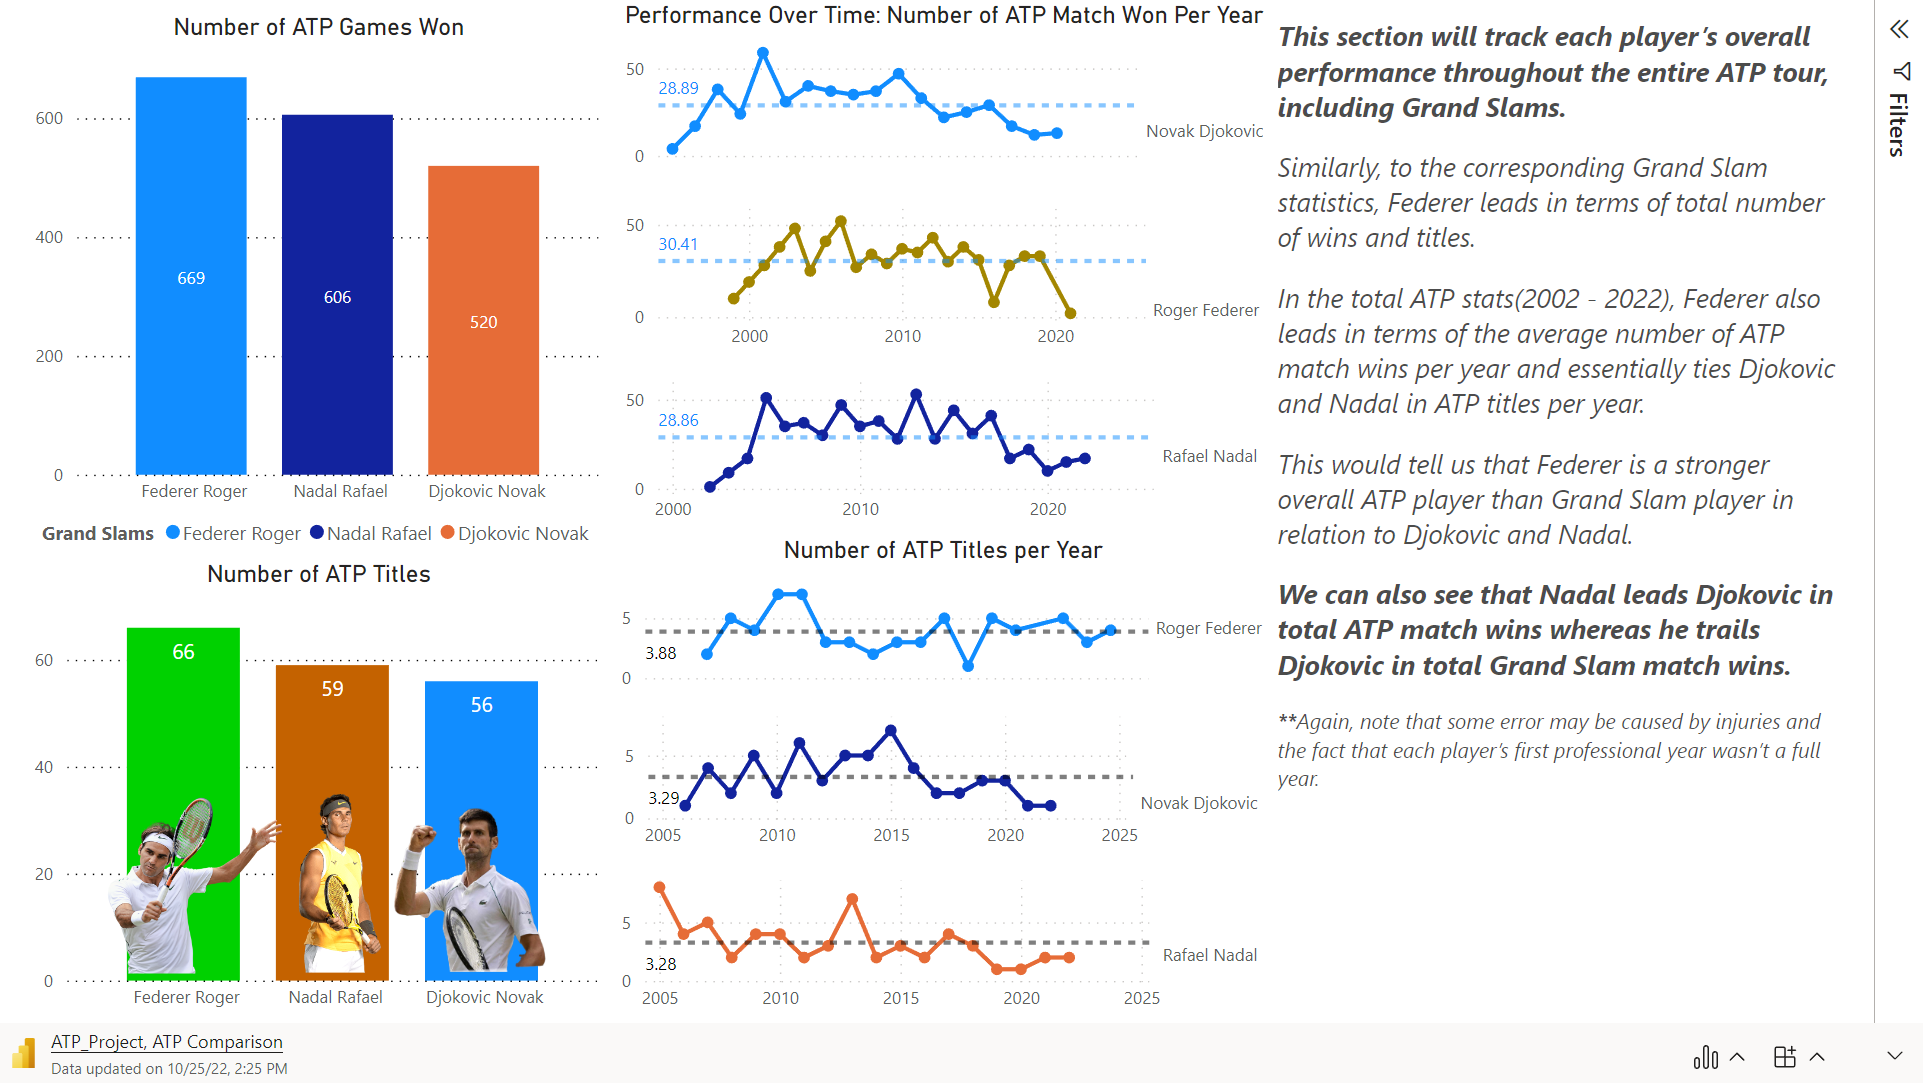 Number of ATP Games Won
600
400
200
0
669
606
520
Federer Roger
Nadal Rafael
Djokovic Novak
Grand Slams Federer Roger Nadal Rafael Djokovic Novak
Number of ATP Titles
60
40
20
0
66
59
56
Federer Roger
Nadal Rafael
Djokovic Novak
Performance Over Time: Number of ATP Match Won Per Year
50
28.89
0
Novak Djokovic
50
30.41
0
Roger Federer
2000 2010 2020
50
28.86
0
Rafael Nadal
2000 2010 2020
Number of ATP Titles per Year
5
3.88
0
Roger Federer
5
3.29
0
Novak Djokovic
2005 2010 2015 2020 2025
5
3.28
0
Rafael Nadal
2005 2010 2015 2020 2025
This section will track each player’s overall
performance throughout the entire ATP tour,
including Grand Slams.
Similarly, to the corresponding Grand Slam
statistics, Federer leads in terms of total number
of wins and titles.
In the total ATP stats(2002 - 2022), Federer also
leads in terms of the average number of ATP
match wins per year and essentially ties Djokovic
and Nadal in ATP titles per year.
This would tell us that Federer is a stronger
overall ATP player than Grand Slam player in
relation to Djokovic and Nadal.
We can also see that Nadal leads Djokovic in
total ATP match wins whereas he trails
Djokovic in total Grand Slam match wins.
**Again, note that some error may be caused by injuries and
the fact that each player’s first professional year wasn’t a full
year.
Filters
ATP_Project, ATP Comparison
Data updated on 10/25/22, 2:25 PM